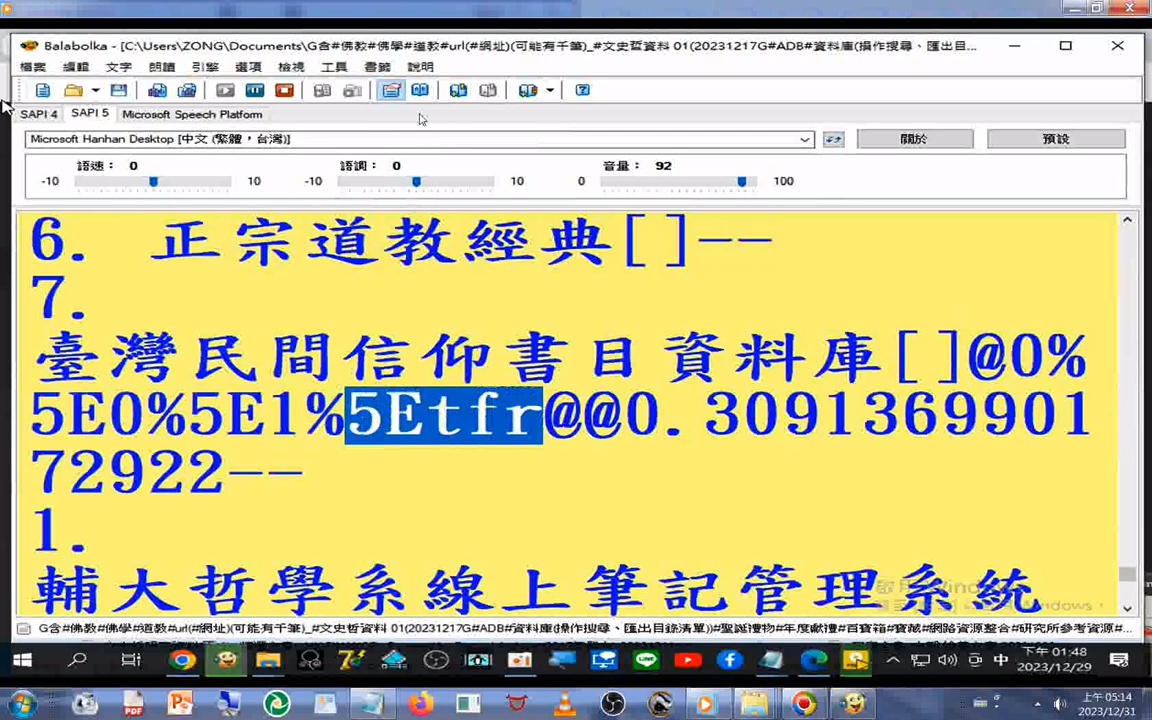 Balabolka - [C:\Users\ZONG\Documents\G含#佛教#佛學#道教#url(#網址)(可能有千筆)_#文史哲資料 01(20231217G#ADB#資料庫(操作搜尋、匯出目...
檔案 編輯 文字 朗讀 引擎 選項 檢視 工具 書籤 說明
SAPI 4 SAPI 5 Microsoft Speech Platform
Microsoft Hanhan Desktop [中文 (繁體，台灣)] 關於 預設
語速： 0 語調： 0 音量： 92
-10 10 -10 10 0 100
6. 正宗道教經典[]--
7.
臺灣民間信仰書目資料庫[]@0%
5E0%5E1%5Etfr@@0.3091369901
72922--
1.
輔大哲學系線上筆記管理系統
G含#佛教#佛學#道教#url(#網址)(可能有千筆)_#文史哲資料 01(20231217G#ADB#資料庫(操作搜尋、匯出目錄清單))#聖誕禮物#年度獻禮#百寶箱#寶藏#網路資源整合#研究所參考資源#...
下午 01:48
中
2023/12/29
上午 05:14
2023/12/31